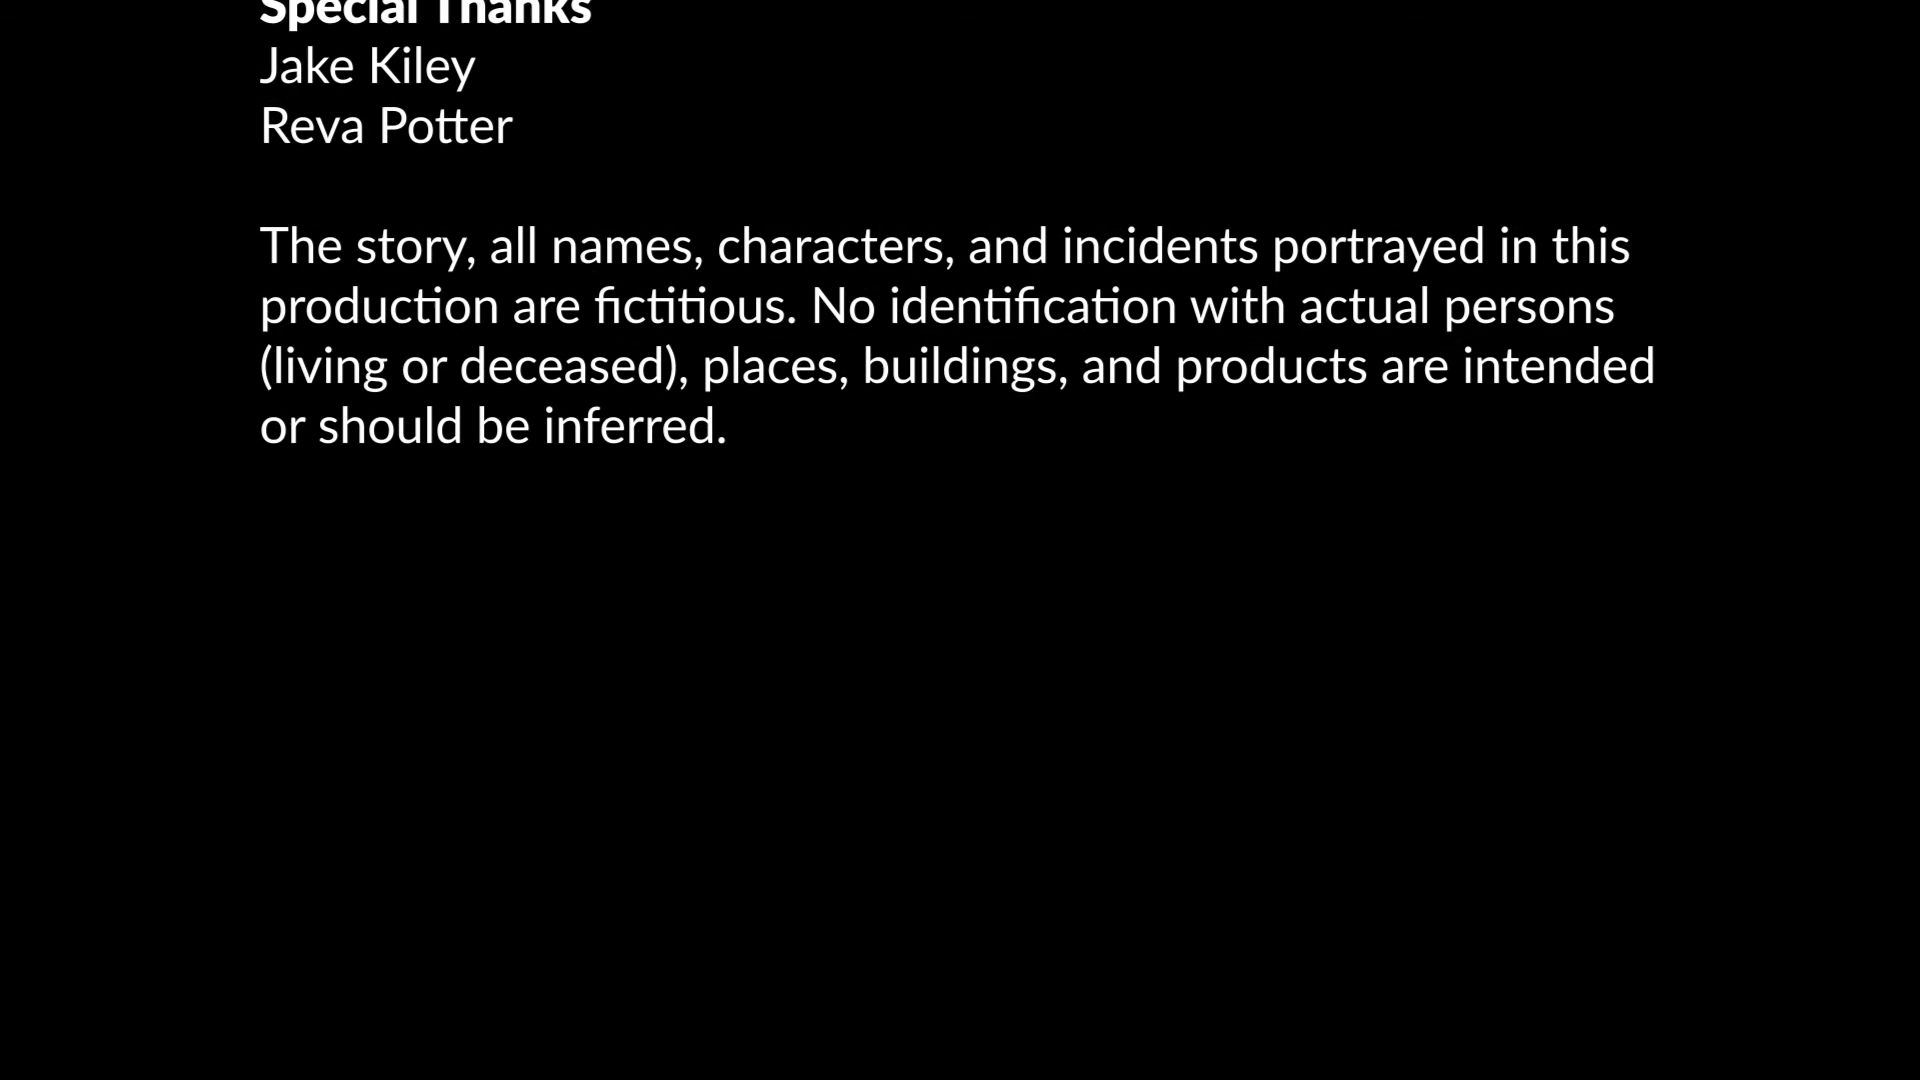 Special Thanks
Jake Kiley
Reva Potter
The story, all names, characters, and incidents portrayed in this
production are fictitious. No identification with actual persons
(living or deceased), places, buildings, and products are intended
or should be inferred.